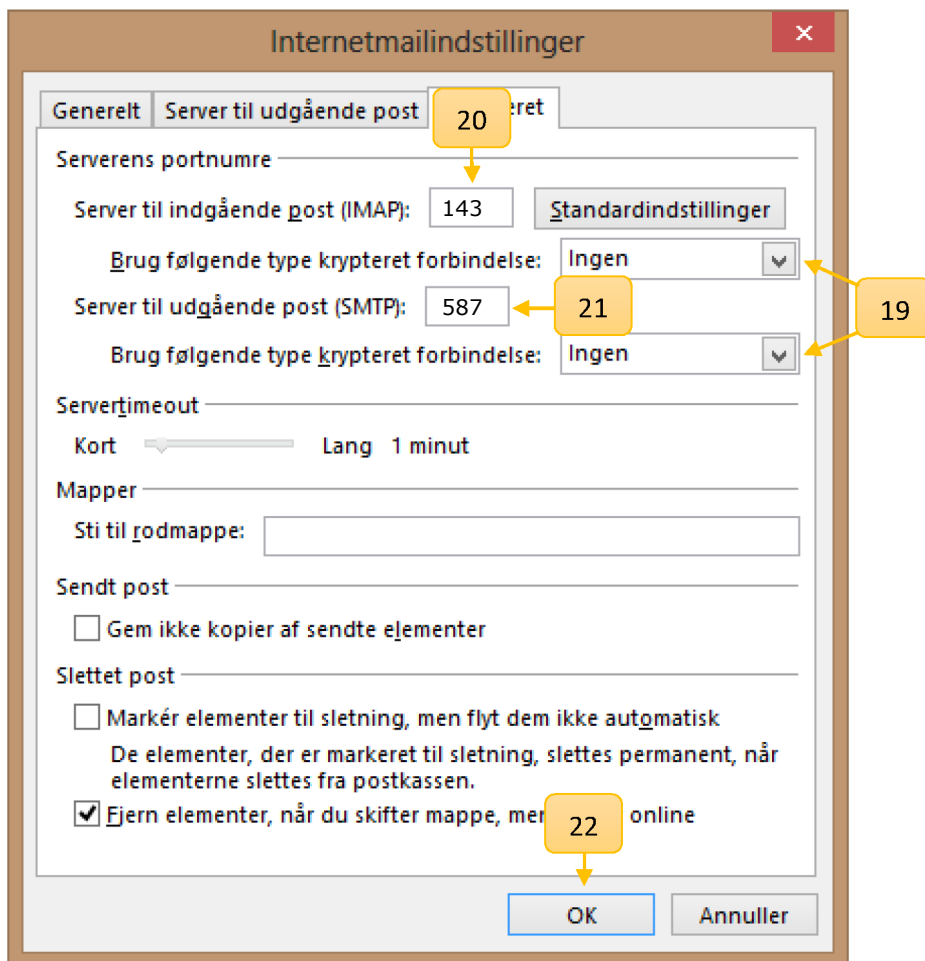 Internetmailindstillinger
Generelt
Server til udgående post
eret
20
Serverens portnumre
Server til indgående post (IMAP):
143
Standardindstillinger
Brug følgende type krypteret forbindelse:
Ingen
Server til udgående post (SMTP):
587
21
19
Brug følgende type krypteret forbindelse:
Ingen
Servertimeout
Kort
Lang 1 minut
Mapper
Sti til rodmappe:
Sendt post
Gem ikke kopier af sendte elementer
Slettet post
Markér elementer til sletning, men flyt dem ikke automatisk
De elementer, der er markeret til sletning, slettes permanent, når
elementerne slettes fra postkassen.
Fjern elementer, når du skifter mappe, online
22
OK
Annuller